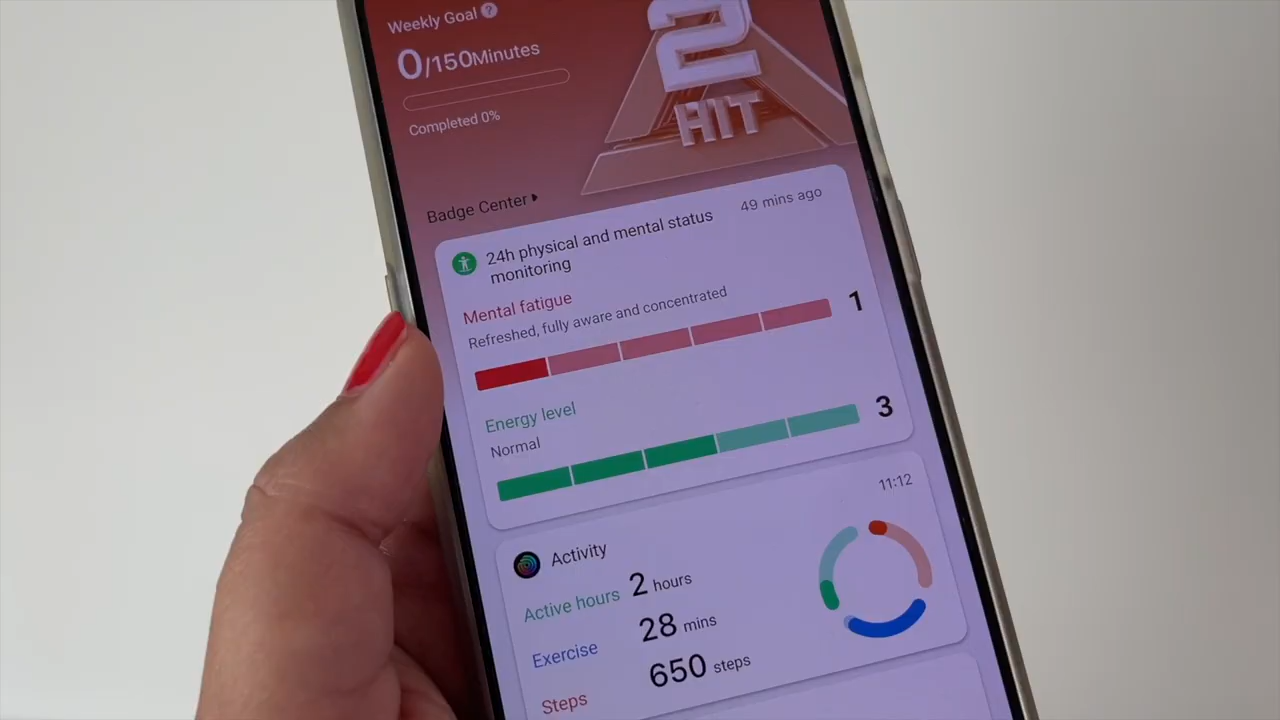 Weekly Goal ?
0/150Minutes
Completed 0%
2
HIT
Badge Center
24h physical and mental status
monitoring
49 mins ago
Mental fatigue
Refreshed, fully aware and concentrated
1
Energy level
Normal
3
11:12
Activity
Active hours 2 hours
Exercise 28 mins
Steps 650 steps